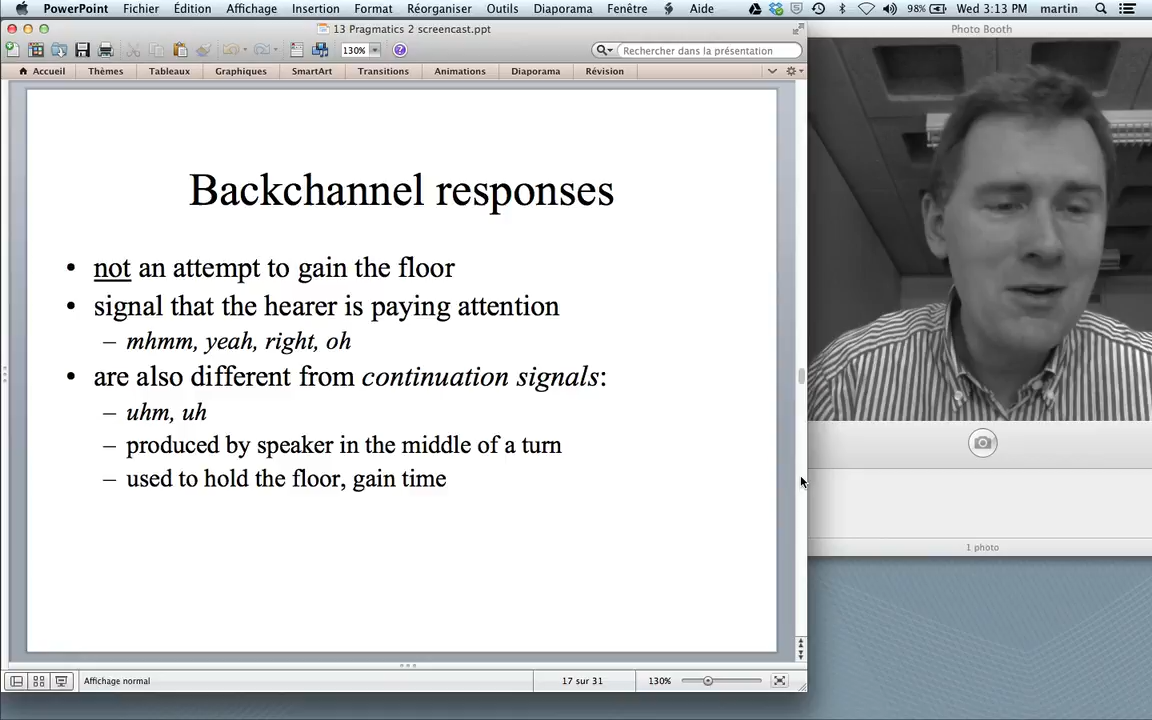 PowerPoint Fichier Édition Affichage Insertion Format Réorganiser Outils Diaporama Fenêtre Aide 98% Wed 3:13 PM martin
13 Pragmatics 2 screencast.ppt
Photo Booth
130% Rechercher dans la présentation
Accueil Thèmes Tableaux Graphiques SmartArt Transitions Animations Diaporama Révision
Backchannel responses
• not an attempt to gain the floor
• signal that the hearer is paying attention
– mhmm, yeah, right, oh
• are also different from continuation signals:
– uhm, uh
– produced by speaker in the middle of a turn
– used to hold the floor, gain time
1 photo
Affichage normal 17 sur 31 130%